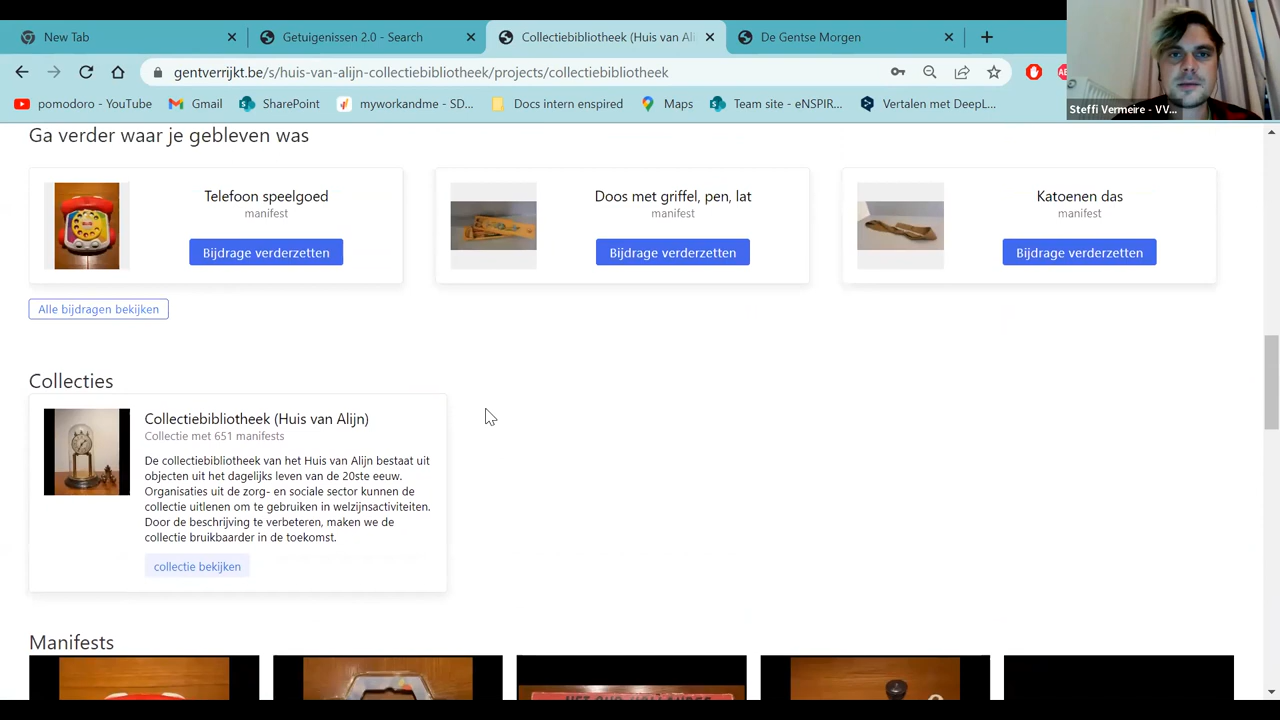 New Tab
Getuigenissen 2.0 - Search
Collectiebibliotheek (Huis van Ali
De Gentse Morgen
gentverrijkt.be/s/huis-van-alijn-collectiebibliotheek/projects/collectiebibliotheek
pomodoro - YouTube
Gmail
SharePoint
myworkandme - SD...
Docs intern enspired
Maps
Team site - eNSPIR...
Vertalen met DeepL...
Steffi Vermeire - VV...
Ga verder waar je gebleven was
Telefoon speelgoed
manifest
Bijdrage verderzetten
Doos met griffel, pen, lat
manifest
Bijdrage verderzetten
Katoenen das
manifest
Bijdrage verderzetten
Alle bijdragen bekijken
Collecties
Collectiebibliotheek (Huis van Alijn)
Collectie met 651 manifests
De collectiebibliotheek van het Huis van Alijn bestaat uit
objecten uit het dagelijks leven van de 20ste eeuw.
Organisaties uit de zorg- en sociale sector kunnen de
collectie uitlenen om te gebruiken in welzijnsactiviteiten.
Door de beschrijving te verbeteren, maken we de
collectie bruikbaarder in de toekomst.
collectie bekijken
Manifests